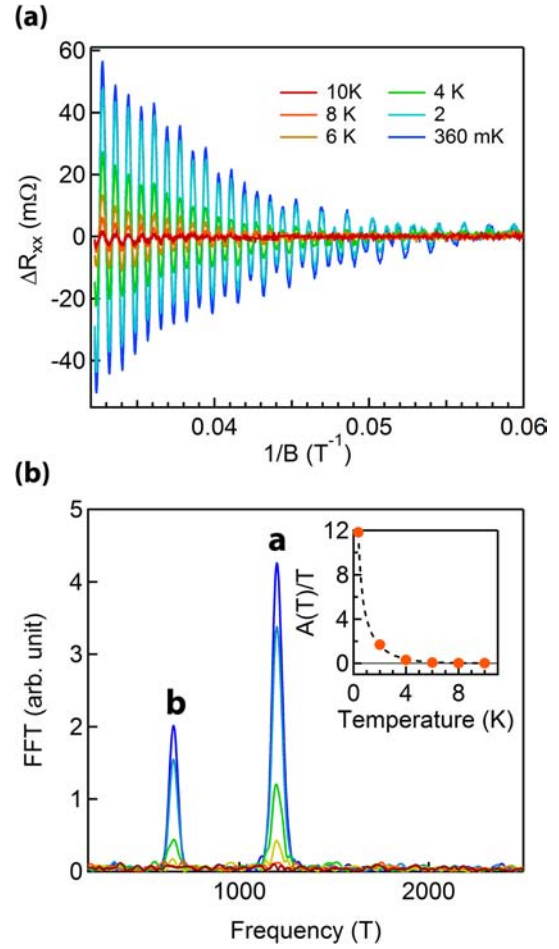 (a)
60
40
20
0
-20
-40
ΔRxx (mΩ)
10K
8 K
6 K
4 K
2
360 mK
0.04
0.05
0.06
1/B (T⁻¹)
(b)
5
4
3
2
1
0
FFT (arb. unit)
b
a
12
8
4
0
A(T)/T
0
4
8
Temperature (K)
1000
2000
Frequency (T)